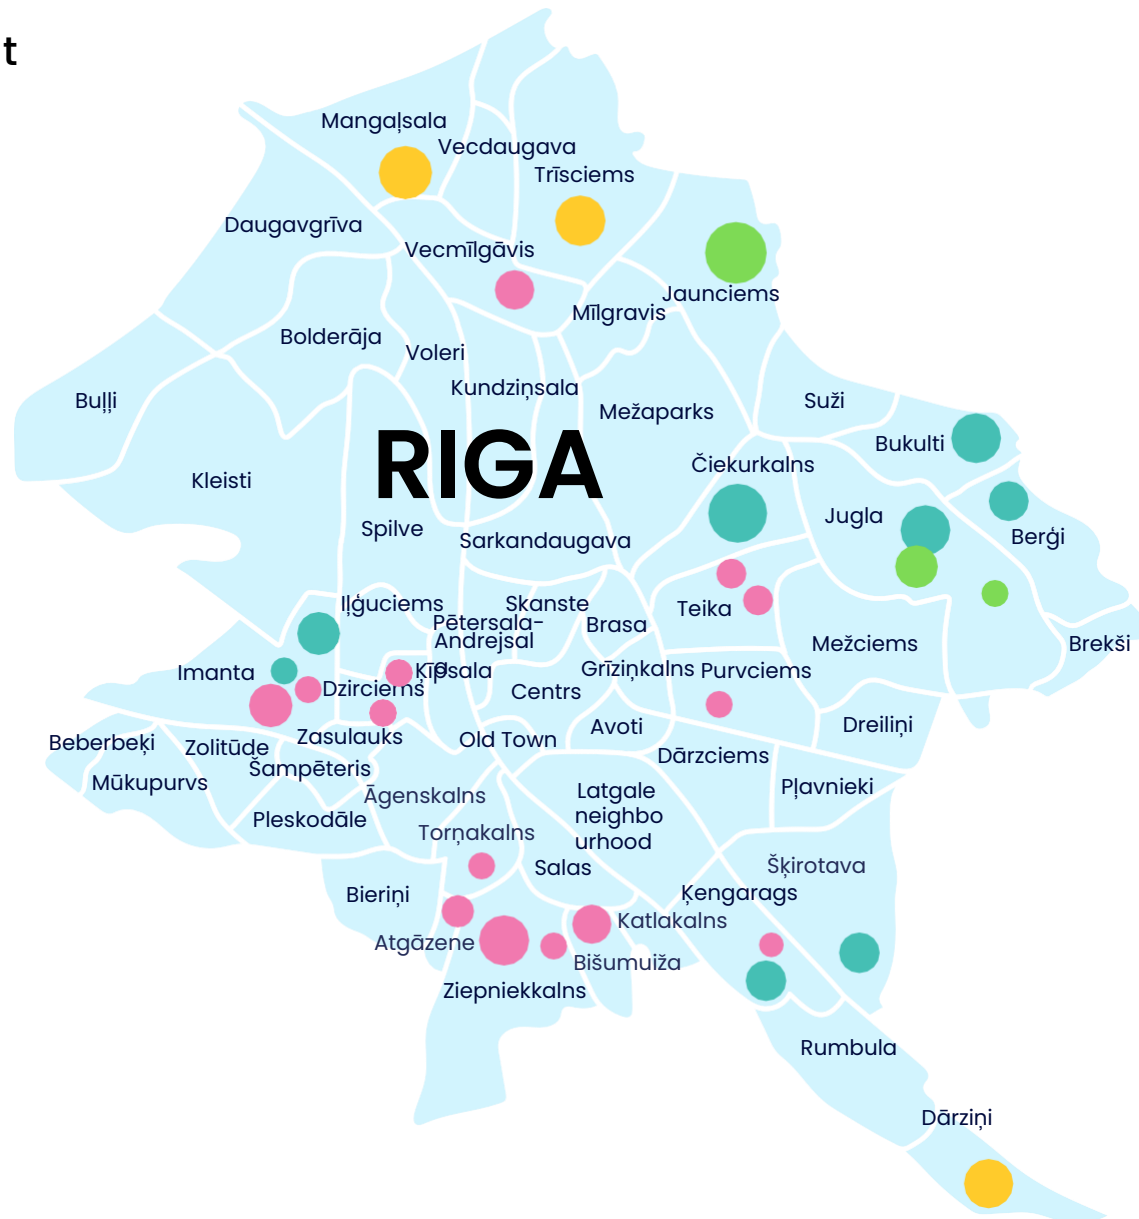 t
Mangaļsala
Vecdaugava
Trīsciems
Daugavgrīva
Vecmīlgāvis
Jaunciems
Mīlgravis
Bolderāja
Voleri
Kundziņsala
Buļļi
Mežaparks
Suži
RIGA
Bukulti
Čiekurkalns
Kleisti
Jugla
Spilve
Sarkandaugava
Berģi
Iļģuciems
Skanste
Teika
Pētersala-
Andrejsal
Brasa
Mežciems
Brekši
Imanta
Ķīpsala
Grīziņkalns
Purvciems
Dzirciems
Centrs
Avoti
Dreiliņi
Beberbeķi
Zolitūde
Zasulauks
Old Town
Dārzciems
Šampēteris
Mūkupurvs
Pļavnieki
Āgenskalns
Latgale
neighbo
urhood
Pleskodāle
Torņakalns
Salas
Šķirotava
Bieriņi
Ķengarags
Katlakalns
Atgāzene
Bišumuiža
Ziepniekkalns
Rumbula
Dārziņi